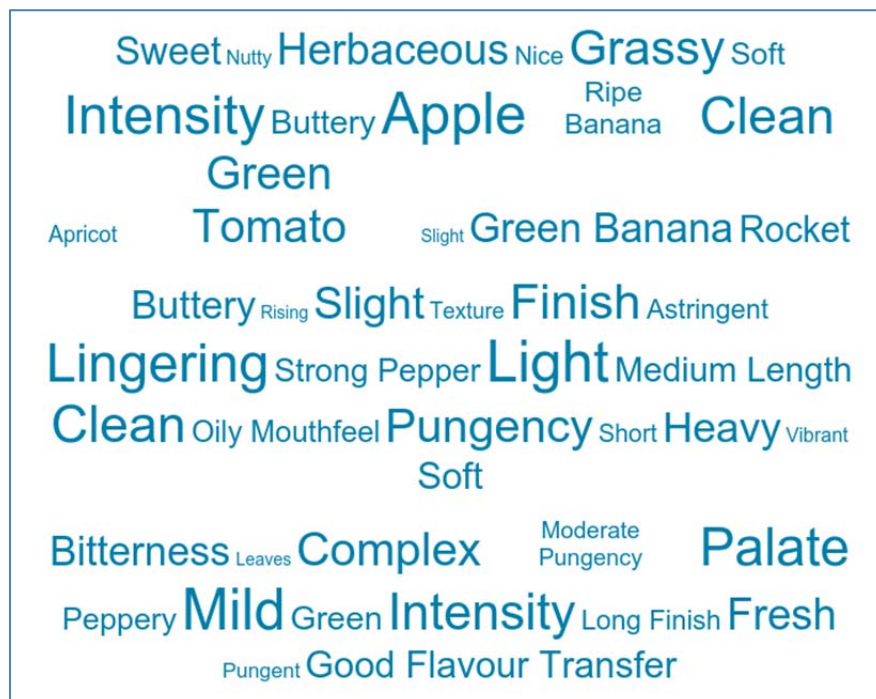 Sweet Nutty Herbaceous Nice Grassy Soft
Intensity Buttery Apple Ripe Banana Clean
Green
Apricot Tomato Slight Green Banana Rocket
Buttery Rising Slight Texture Finish Astringent
Lingering Strong Pepper Light Medium Length
Clean Oily Mouthfeel Pungency Short Heavy Vibrant
Soft
Bitterness Leaves Complex Moderate Pungency Palate
Peppery Mild Green Intensity Long Finish Fresh
Pungent Good Flavour Transfer